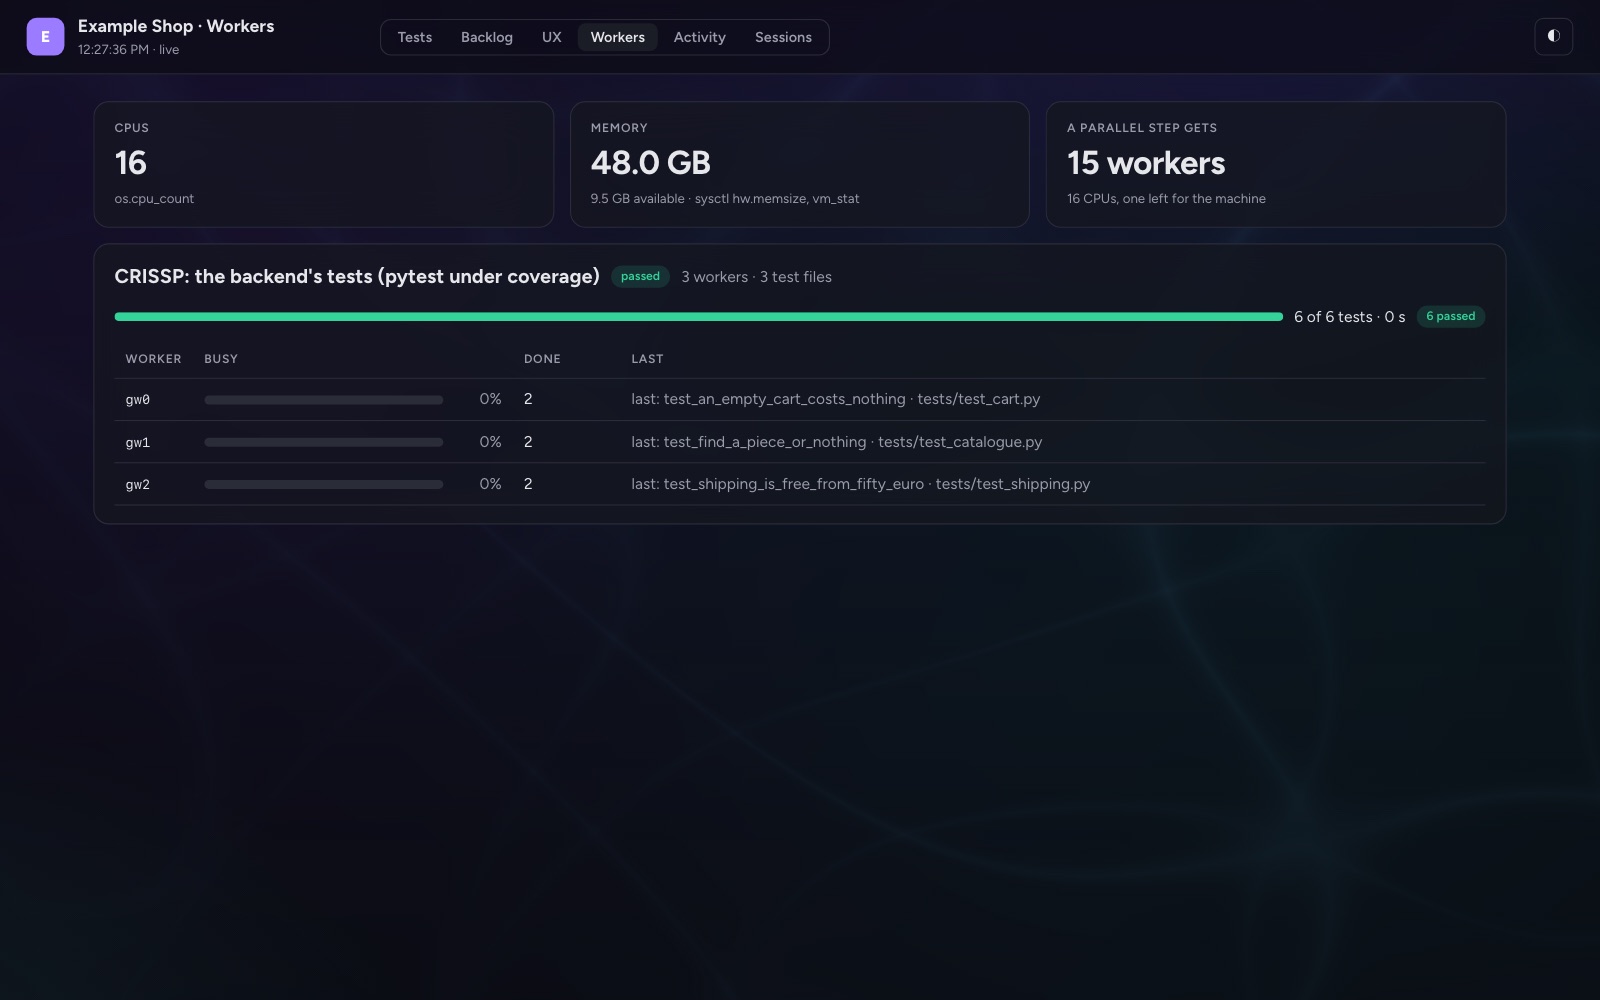 E
Example Shop · Workers
12:27:36 PM · live
Tests Backlog UX Workers Activity Sessions
CPUS
16
os.cpu_count
MEMORY
48.0 GB
9.5 GB available · sysctl hw.memsize, vm_stat
A PARALLEL STEP GETS
15 workers
16 CPUs, one left for the machine
CRISSP: the backend's tests (pytest under coverage) passed 3 workers · 3 test files
6 of 6 tests · 0 s 6 passed
WORKER BUSY DONE LAST
gw0 0% 2 last: test_an_empty_cart_costs_nothing · tests/test_cart.py
gw1 0% 2 last: test_find_a_piece_or_nothing · tests/test_catalogue.py
gw2 0% 2 last: test_shipping_is_free_from_fifty_euro · tests/test_shipping.py